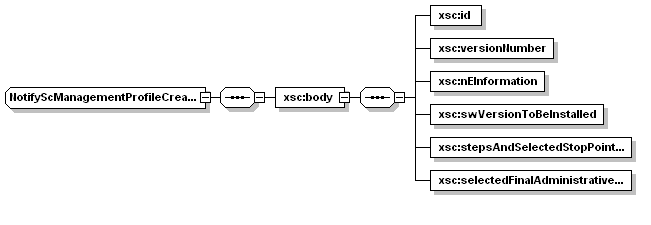 xsc:id
xsc:versionNumber
xsc:nEInformation
NotifyScManagementProfileCrea...
xsc:body
xsc:swVersionToBeInstalled
xsc:stepsAndSelectedStopPoint...
xsc:selectedFinalAdministrative...